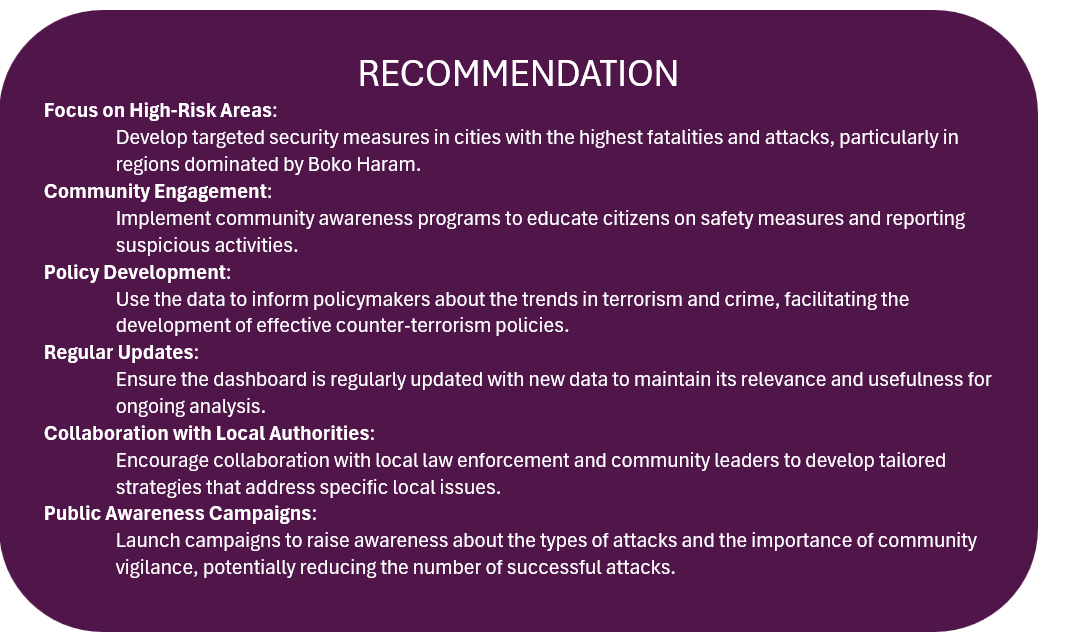 RECOMMENDATION
Focus on High-Risk Areas:
Develop targeted security measures in cities with the highest fatalities and attacks, particularly in
regions dominated by Boko Haram.
Community Engagement:
Implement community awareness programs to educate citizens on safety measures and reporting
suspicious activities.
Policy Development:
Use the data to inform policymakers about the trends in terrorism and crime, facilitating the
development of effective counter-terrorism policies.
Regular Updates:
Ensure the dashboard is regularly updated with new data to maintain its relevance and usefulness for
ongoing analysis.
Collaboration with Local Authorities:
Encourage collaboration with local law enforcement and community leaders to develop tailored
strategies that address specific local issues.
Public Awareness Campaigns:
Launch campaigns to raise awareness about the types of attacks and the importance of community
vigilance, potentially reducing the number of successful attacks.